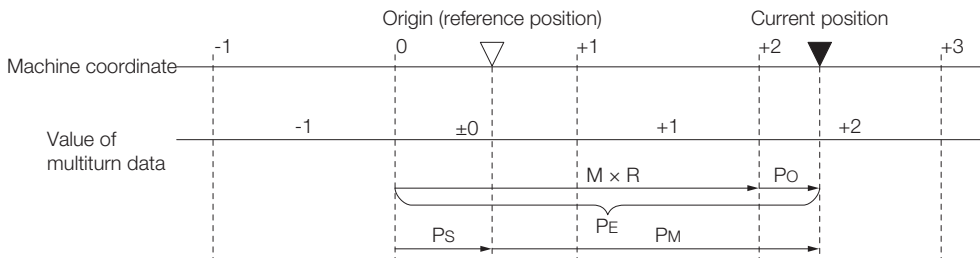 Origin (reference position) Current position
-1 0 +1 +2 +3
Machine coordinate
-1 ±0 +1 +2
Value of
multiturn data
M × R PO
PE
PS PM